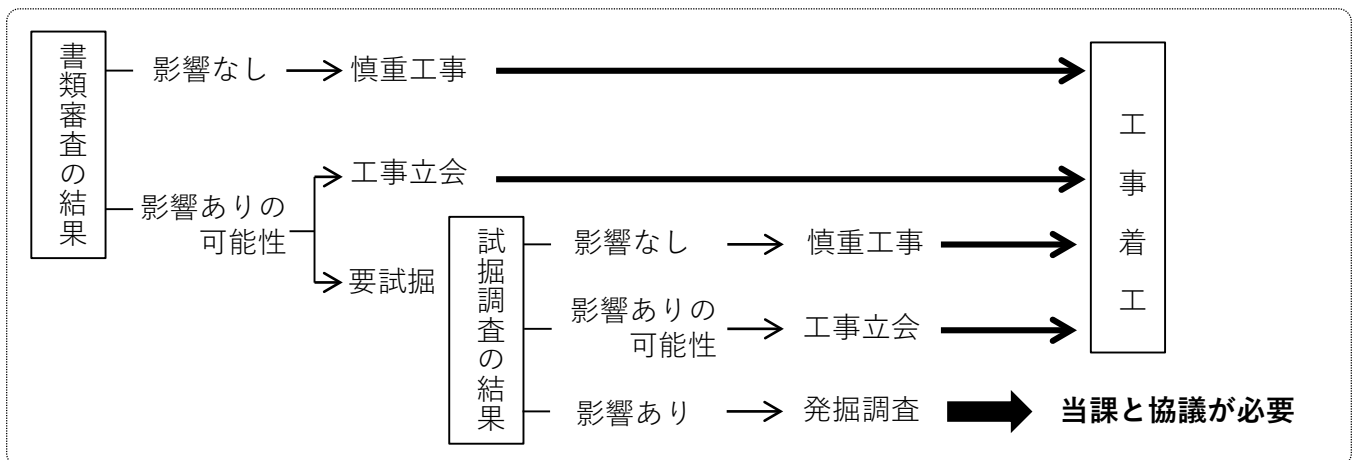 書類審査の結果
影響なし
慎重工事
影響ありの
可能性
工事立会
要試掘
試掘調査の結果
影響なし
慎重工事
影響ありの
可能性
工事立会
影響あり
発掘調査
当課と協議が必要
工事着工